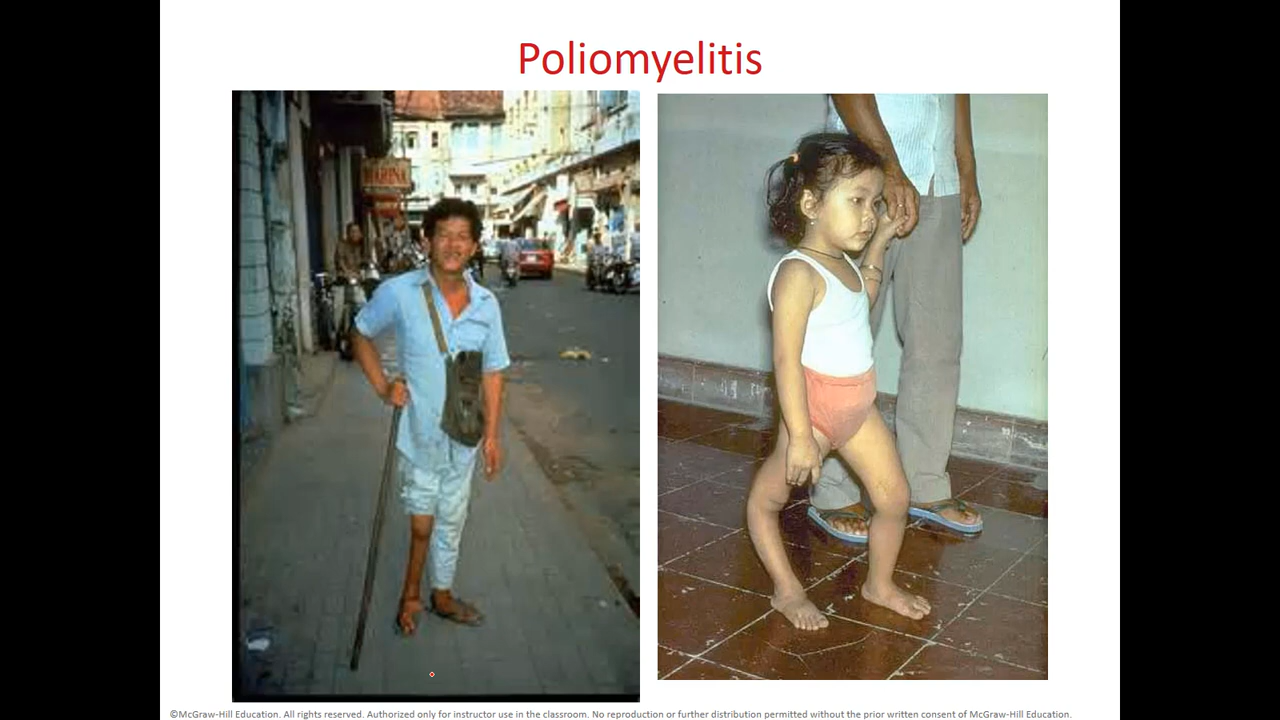 Poliomyelitis
MARINA
©McGraw-Hill Education. All rights reserved. Authorized only for instructor use in the classroom. No reproduction or further distribution permitted without the prior written consent of McGraw-Hill Education.